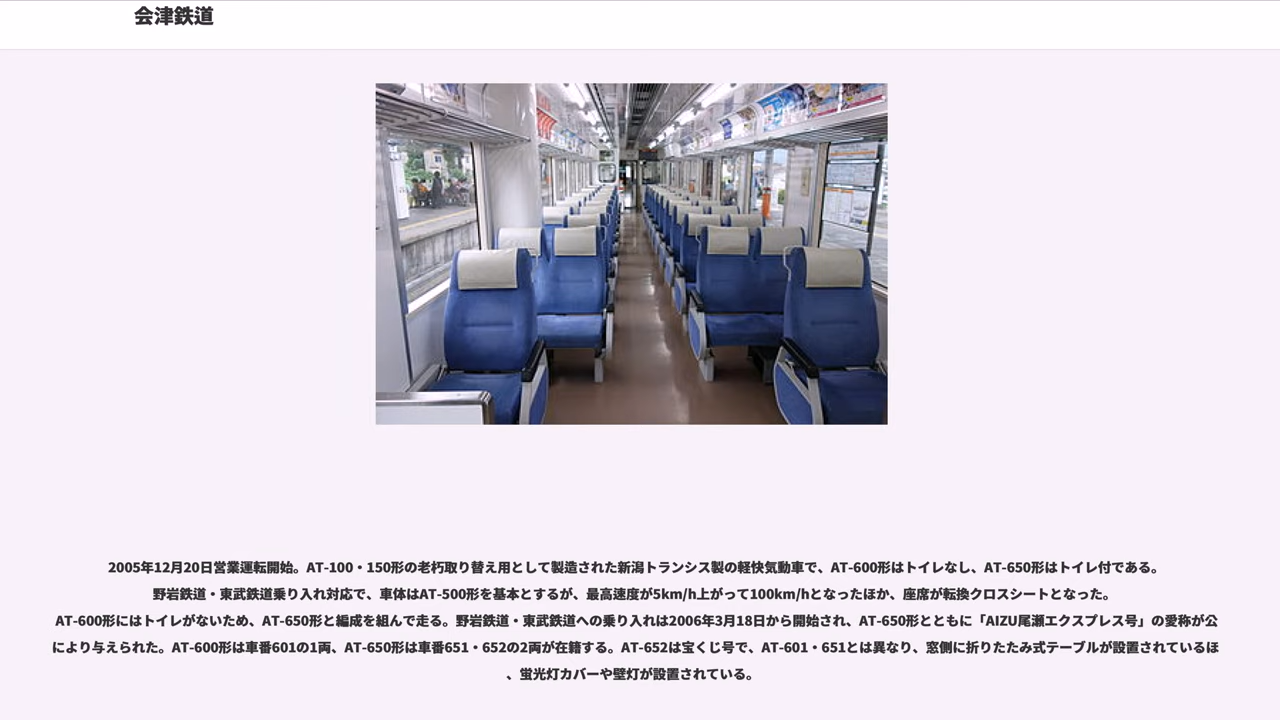 会津鉄道
2005年12月20日営業運転開始。AT-100・150形の老朽取り替え用として製造された新潟トランシス製の軽快気動車で、AT-600形はトイレなし、AT-650形はトイレ付である。
野岩鉄道・東武鉄道乗り入れ対応で、車体はAT-500形を基本とするが、最高速度が5km/h上がって100km/hとなったほか、座席が転換クロスシートとなった。
AT-600形にはトイレがないため、AT-650形と編成を組んで走る。野岩鉄道・東武鉄道への乗り入れは2006年3月18日から開始され、AT-650形とともに「AIZU尾瀬エクスプレス号」の愛称が公
により与えられた。AT-600形は車番601の1両、AT-650形は車番651・652の2両が在籍する。AT-652は宝くじ号で、AT-601・651とは異なり、窓側に折りたたみ式テーブルが設置されているほ
、蛍光灯カバーや壁灯が設置されている。